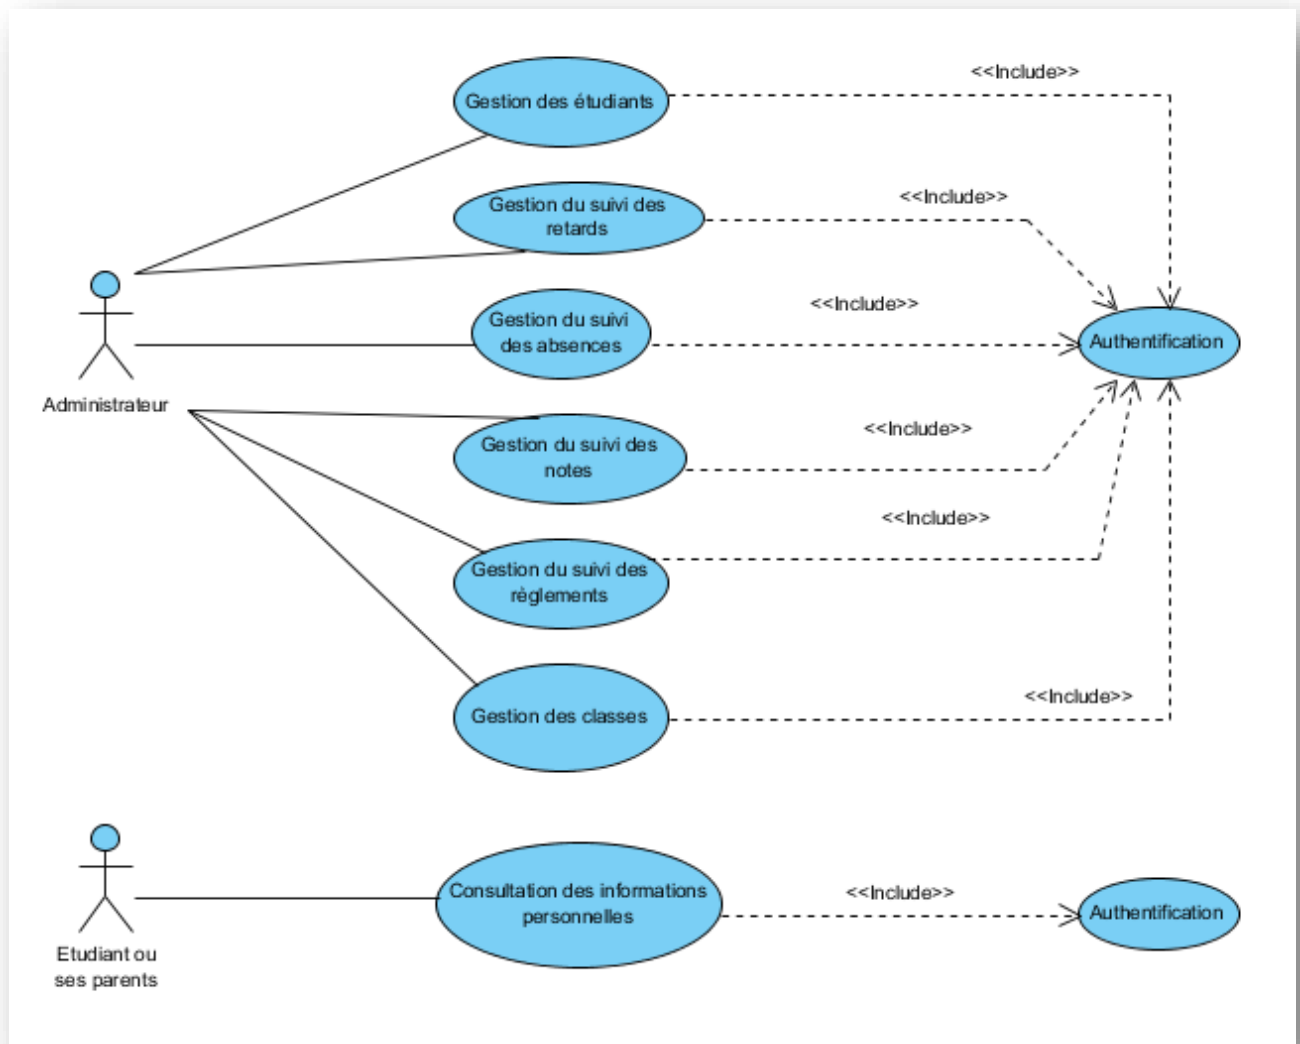 <<Include>>
Gestion des étudiants
<<Include>>
Gestion du suivi des
retards
<<Include>>
Gestion du suivi
des absences
Authentification
Administrateur
<<Include>>
Gestion du suivi des
notes
<<Include>>
Gestion du suivi des
règlements
<<Include>>
Gestion des classes
Consultation des informations
personnelles
<<Include>>
Authentification
Etudiant ou
ses parents